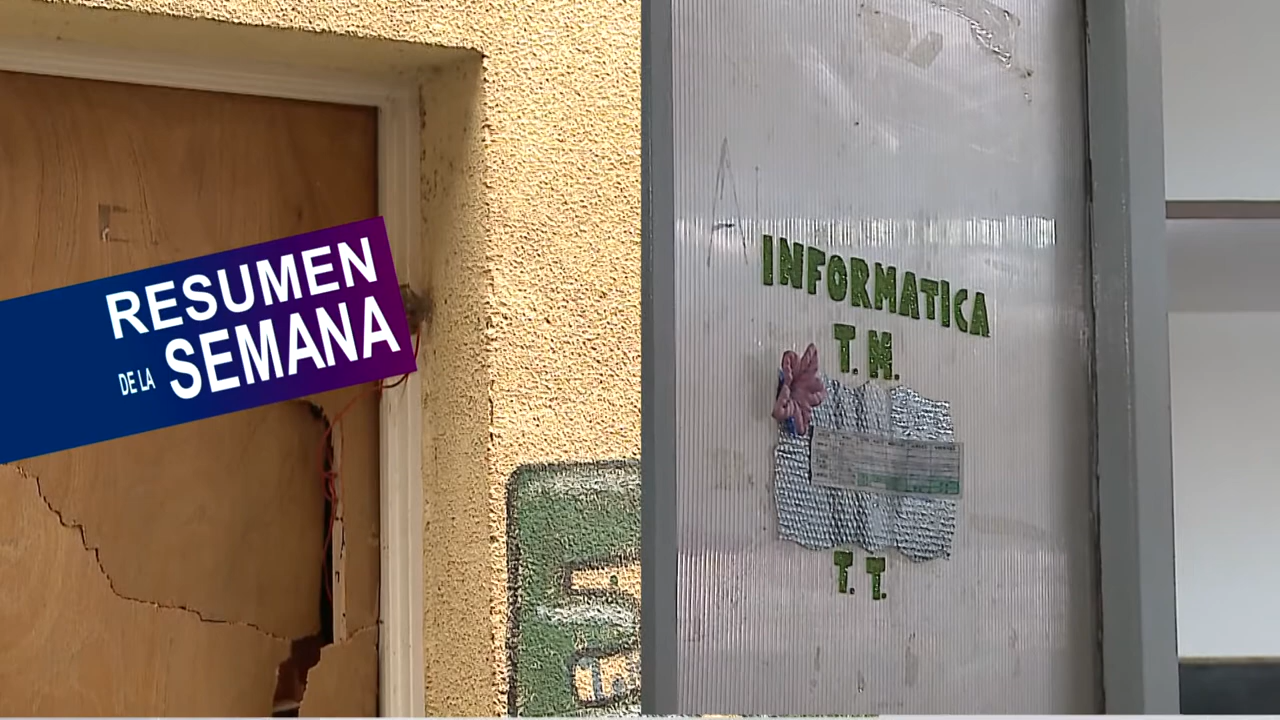 RESUMEN
DE LA SEMANA
INFORMATICA
T. M.
T. T.